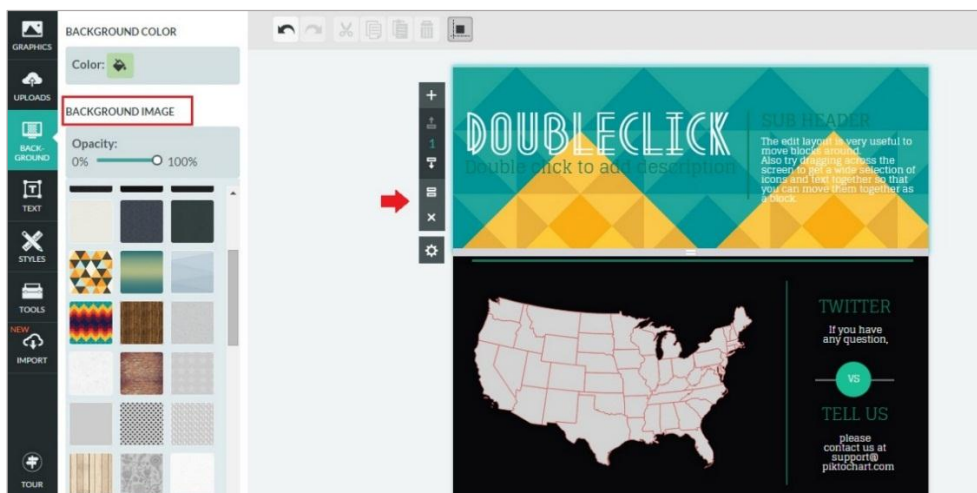 GRAPHICS
UPLOADS
BACK-
GROUND
TEXT
STYLES
TOOLS
NEW
IMPORT
TOUR
BACKGROUND COLOR
Color:
BACKGROUND IMAGE
Opacity:
0% 100%
1
DOUBLECLICK
Double click to add description
SUB HEADER
The edit layout is very useful to
move blocks around.
Also try dragging across the
screen to get a wide selection of
icons and text together so that
you can move them together as
a block.
TWITTER
If you have
any question,
VS
TELL US
please
contact us at
support@
piktochart.com